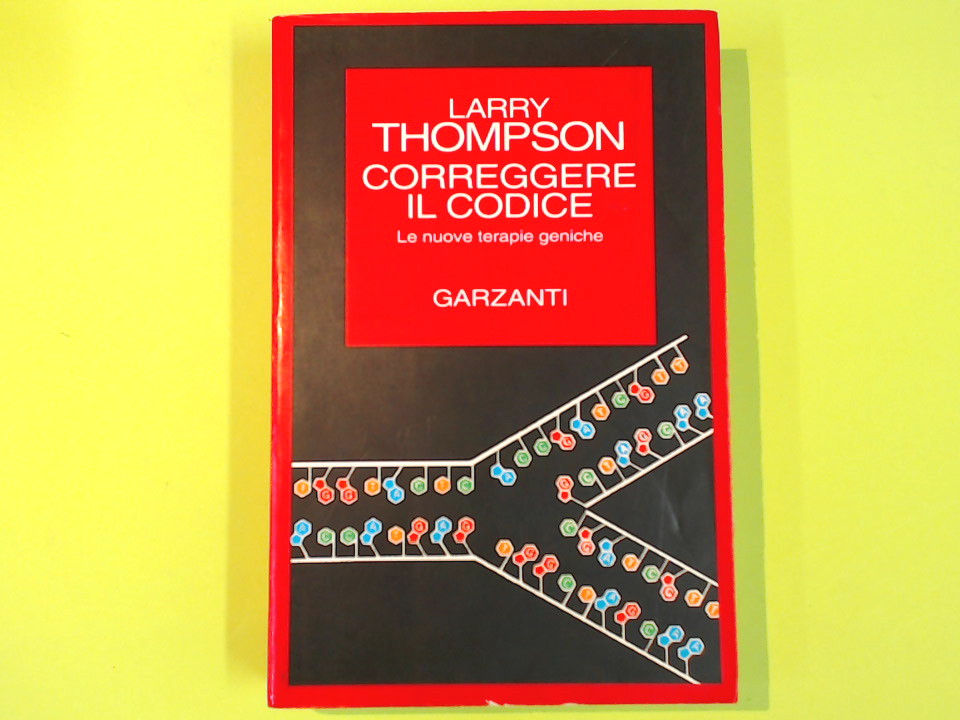 LARRY
THOMPSON
CORREGGERE
IL CODICE
Le nuove terapie geniche
GARZANTI